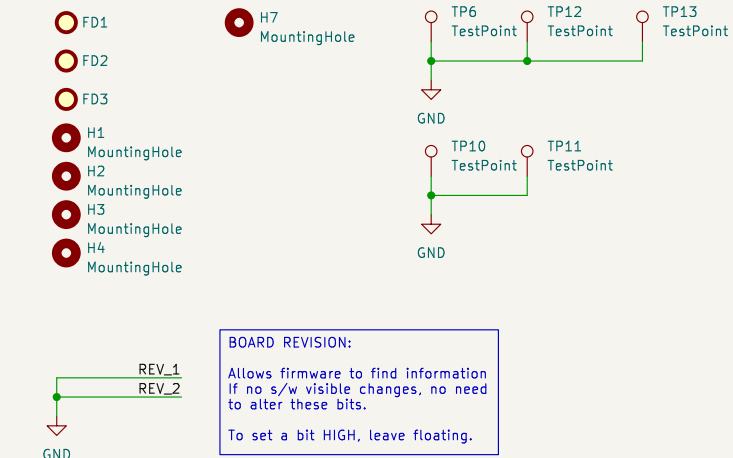 FD1
FD2
FD3
H1
MountingHole
H2
MountingHole
H3
MountingHole
H4
MountingHole
H7
MountingHole
TP6
TestPoint
TP12
TestPoint
TP13
TestPoint
GND
TP10
TestPoint
TP11
TestPoint
GND
REV_1
REV_2
GND
BOARD REVISION:
Allows firmware to find information
If no s/w visible changes, no need
to alter these bits.
To set a bit HIGH, leave floating.